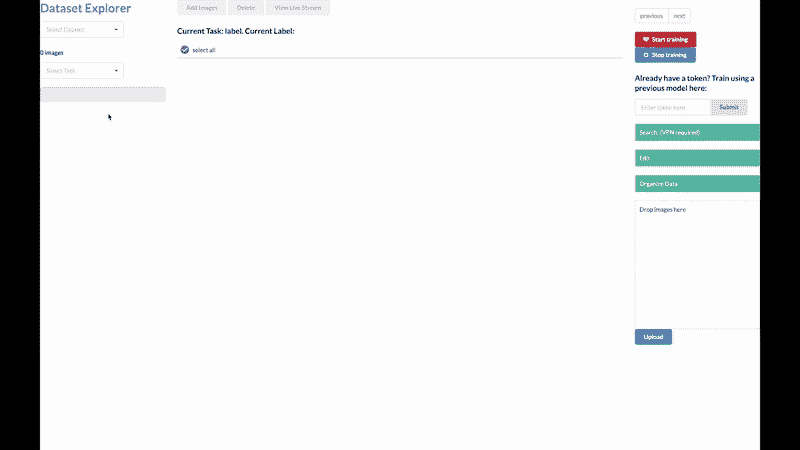 Dataset Explorer
Select Dataset
0 images
Select Task
Add Images
Delete
View Live Stream
Current Task: label. Current Label:
select all
previous
next
Start training
Stop training
Already have a token? Train using a
previous model here:
Enter token here
Submit
Search (VPN required)
Edit
Organize Data
Drop images here
Upload